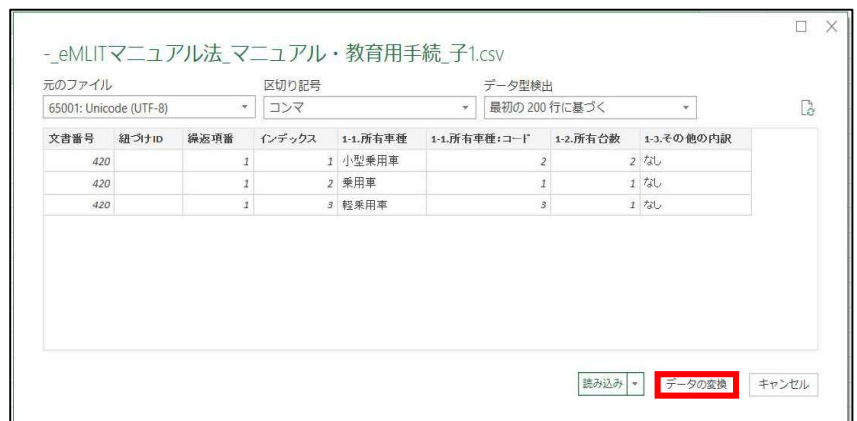 -_eMLITマニュアル法_マニュアル・教育用手続_子1.csv
元のファイル 区切り記号 データ型検出
65001: Unicode (UTF-8) コンマ 最初の 200 行に基づく
文書番号 紐づけID 繰返項番 インデックス 1-1.所有車種 1-1.所有車種:コード 1-2.所有台数 1-3.その他の内訳
420 1 1 小型乗用車 2 2 なし
420 1 2 乗用車 1 1 なし
420 1 3 軽乗用車 3 1 なし
読み込み データの変換 キャンセル